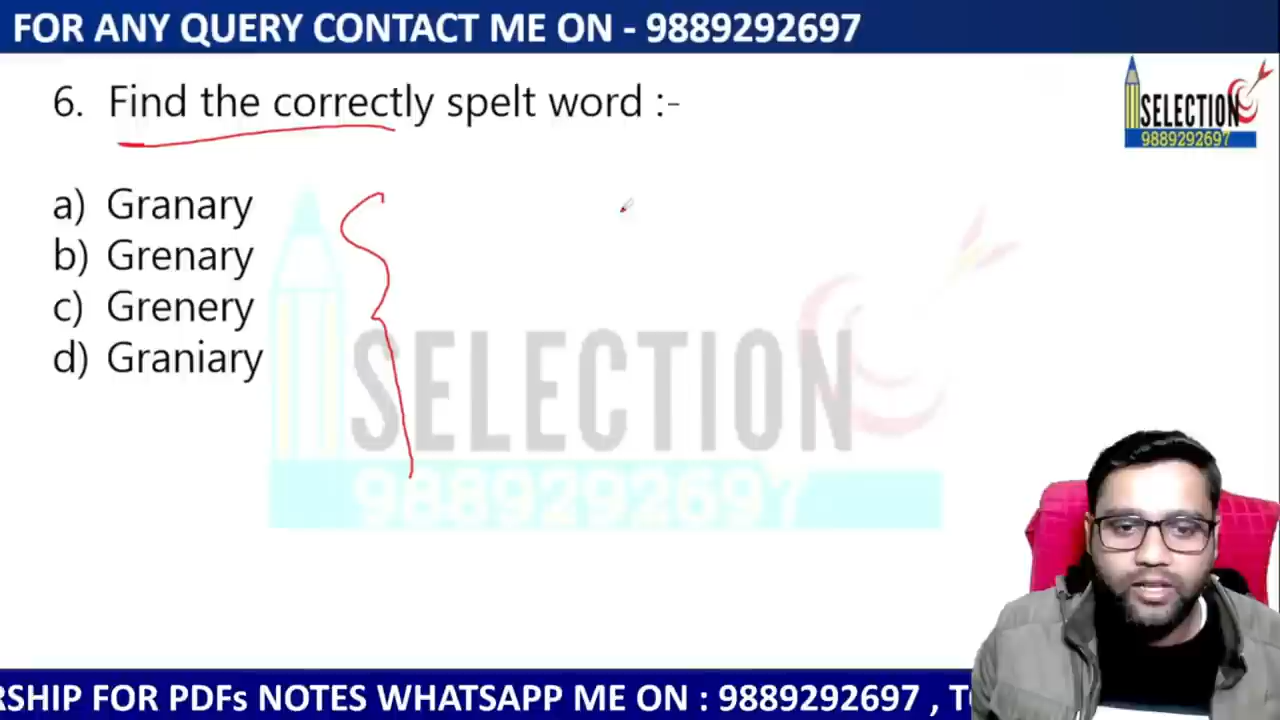 FOR ANY QUERY CONTACT ME ON - 9889292697
SELECTION
9889292697
6. Find the correctly spelt word :-
a) Granary
b) Grenary
c) Grenery
d) Graniary
SELECTION
9889292697
RSHIP FOR PDFs NOTES WHATSAPP ME ON : 9889292697 ,